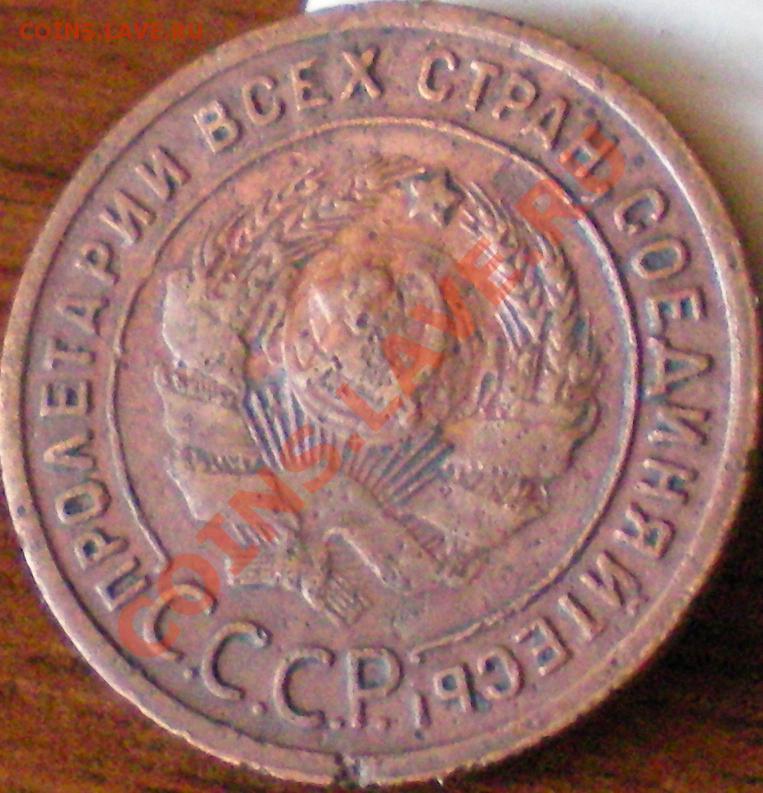 COINS.LAVE.RU
ПРОЛЕТАРИИ ВСЕХ СТРАН, СОЕДИНЯЙТЕСЬ!
С.С.С.Р.
COINS.LAVE.RU